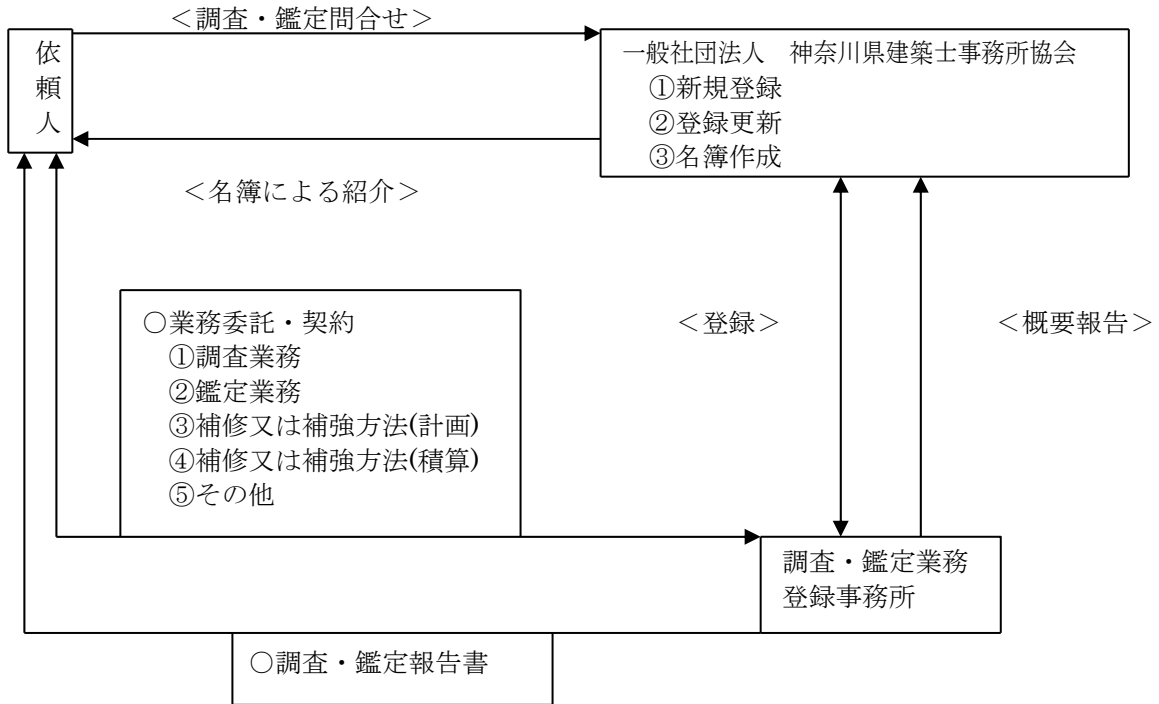 ＜調査・鑑定問合せ＞
依頼人
一般社団法人　神奈川県建築士事務所協会
①新規登録
②登録更新
③名簿作成
＜名簿による紹介＞
○業務委託・契約
①調査業務
②鑑定業務
③補修又は補強方法(計画)
④補修又は補強方法(積算)
⑤その他
＜登録＞
＜概要報告＞
調査・鑑定業務
登録事務所
○調査・鑑定報告書